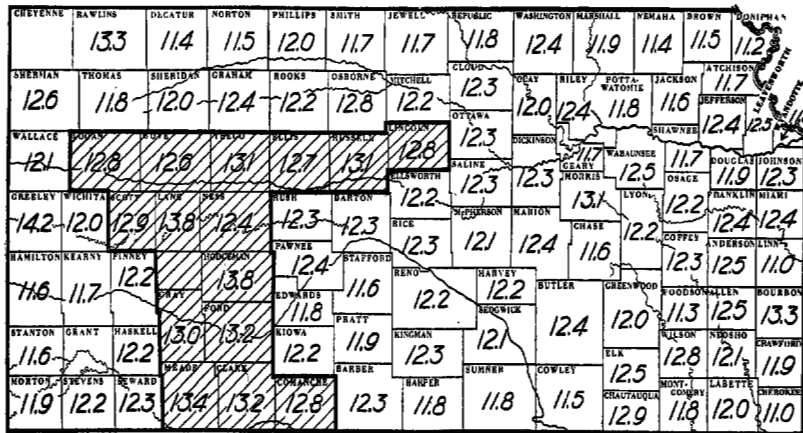 CHEYENNE RAWLINS DECATUR NORTON PHILLIPS SMITH JEWELL REPUBLIC WASHINGTON MARSHALL NEMAHA BROWN DONIPHAN
13.3 11.4 11.5 12.0 11.7 11.7 11.8 12.4 11.9 11.4 11.5 11.2
SHERMAN THOMAS SHERIDAN GRAHAM ROOKS OSBORNE MITCHELL CLOUD CLAY RILEY POTTA-WATOMIE JACKSON ATCHISON LEAVENWORTH
12.6 11.8 12.0 12.4 12.2 12.8 12.2 12.3 12.0 12.4 11.8 11.6 11.7
JEFFERSON
12.4 12.5
WALLACE LOGAN GOVE TREGO ELLIS RUSSELL LINCOLN OTTAWA DICKINSON GEARY WABAUNSEE SHAWNEE DOUGLAS JOHNSON
12.1 12.8 12.6 13.1 12.7 13.1 12.8 12.3 12.3 11.7 12.5 11.7 11.9 12.3
ELLSWORTH SALINE MORRIS OSAGE
12.2 12.3 13.1 12.2
GREELEY WICHITA SCOTT LANE NESS RUSH BARTON RICE McPHERSON MARION CHASE LYON FRANKLIN MIAMI
14.2 12.0 12.9 13.8 12.4 12.3 12.3 12.3 12.1 12.4 11.6 12.2 12.4 12.4
HAMILTON KEARNY FINNEY HODGEMAN PAWNEE STAFFORD RENO HARVEY COFFEY ANDERSON LINN
11.6 11.7 12.2 13.8 12.4 11.6 12.2 12.2 12.3 12.5 11.0
GRAY FORD EDWARDS SEDGWICK BUTLER GREENWOOD WOODSON ALLEN BOURBON
13.0 13.2 11.8 12.1 12.4 12.0 11.3 12.5 13.3
STANTON GRANT HASKELL KIOWA PRATT KINGMAN ELK WILSON NEOSHO CRAWFORD
11.6 12.2 12.2 11.9 12.3 12.5 12.8 12.1 11.9
MORTON STEVENS SEWARD MEADE CLARK COMANCHE BARBER HARPER SUMNER COWLEY CHAUTAUQUA MONT-GOMERY LABETTE CHEROKEE
11.9 12.2 12.3 13.4 13.2 12.8 12.3 11.8 11.8 11.5 12.9 11.8 12.0 11.0